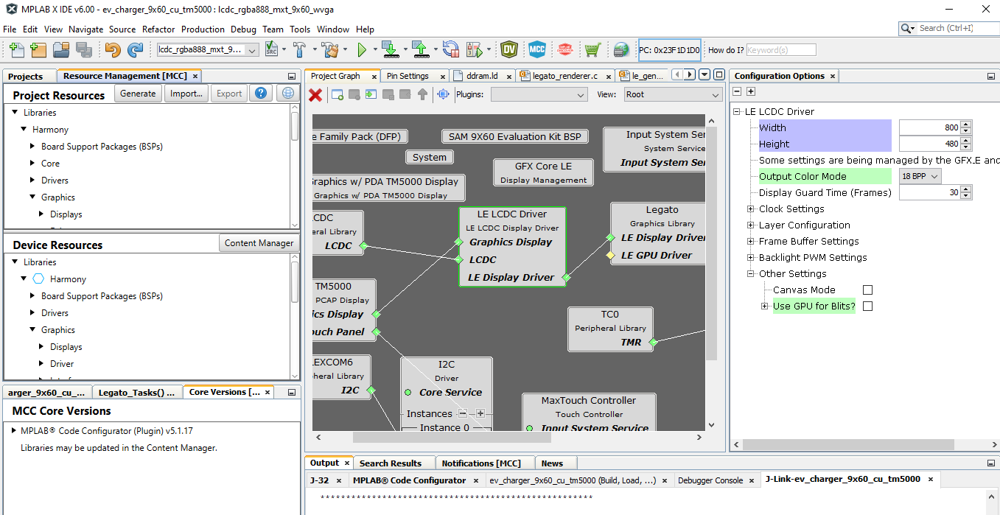 MPLAB X IDE v6.00 - ev_charger_9x60_cu_tm5000 : lcdc_rgba888_mxt_9x60_wvga
File Edit View Navigate Source Refactor Production Debug Team Tools Window Help
Search (Ctrl+I)
lcdc_rgba888_mxt_9...
SRC
DV
MCC
PC: 0x23F1D1D0
How do I?
Keyword(s)
Projects
Resource Management [MCC] ×
Project Resources
Generate
Import...
Export
?
Libraries
Harmony
Board Support Packages (BSPs)
Core
Drivers
Graphics
Displays
Device Resources
Content Manager
Libraries
Harmony
Board Support Packages (BSPs)
Drivers
Graphics
Displays
Driver
arger_9x60_cu_...
Legato_Tasks() ...
Core Versions [... ×
MCC Core Versions
MPLAB® Code Configurator (Plugin) v5.1.17
Libraries may be updated in the Content Manager.
Project Graph ×
Pin Settings ×
ddram.ld ×
legato_renderer.c ×
le_gen...
Plugins:
View:
Root
e Family Pack (DFP)
SAM 9X60 Evaluation Kit BSP
System
Input System Ser
System Service
Input System Ser
GFX Core LE
Display Management
Graphics w/ PDA TM5000 Display
Graphics w/ PDA TM5000 Display
LCDC
eral Library
LCDC
LE LCDC Driver
LE LCDC Display Driver
Graphics Display
LCDC
LE Display Driver
Legato
Graphics Library
LE Display Driver
LE GPU Driver
TM5000
PCAP Display
ics Display
ouch Panel
TC0
Peripheral Library
TMR
LEXCOM6
heral Library
I2C
I2C
Driver
Core Service
Instances
Instance 0
MaxTouch Controller
Touch Controller
Input System Service
Configuration Options ×
LE LCDC Driver
Width 800
Height 480
Some settings are being managed by the GFX.E and
Output Color Mode 18 BPP
Display Guard Time (Frames) 30
Clock Settings
Layer Configuration
Frame Buffer Settings
Backlight PWM Settings
Other Settings
Canvas Mode
Use GPU for Blits?
Output ×
Search Results
Notifications [MCC]
News
J-32 ×
MPLAB® Code Configurator ×
ev_charger_9x60_cu_tm5000 (Build, Load, ...) ×
Debugger Console ×
J-Link-ev_charger_9x60_cu_tm5000 ×
*****************************************************